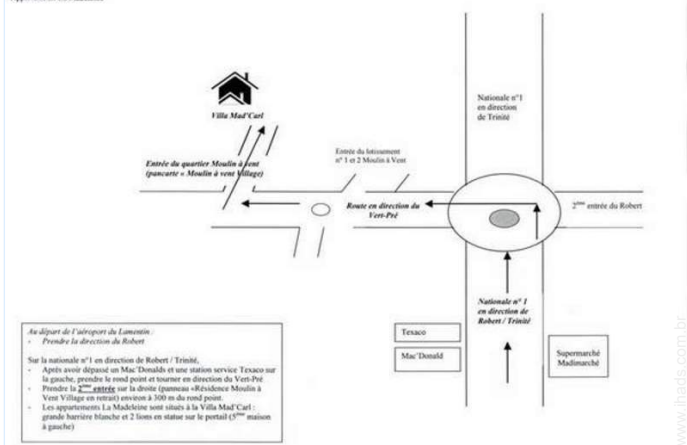 Villa Mad'Carl
Nationale n°1
en direction
de Trinité
Entrée du lotissement
n° 1 et 2 Moulin à Vent
Entrée du quartier Moulin à vent
(pancarte « Moulin à vent Village)
Route en direction du
Vert-Pré
2ème entrée du Robert
Nationale n° 1
en direction de
Robert / Trinité
Texaco
Mac'Donald
Supermarché
Madimarché
Au départ de l'aéroport du Lamentin :
- Prendre la direction du Robert
Sur la nationale n°1 en direction de Robert / Trinité,
- Après avoir dépassé un Mac'Donalds et une station service Texaco sur
la gauche, prendre le rond point et tourner en direction du Vert-Pré
- Prendre la 2ème entrée sur la droite (panneau «Résidence Moulin à
Vent Village en retrait) environ à 300 m du rond point.
- Les appartements La Madeleine sont situés à la Villa Mad'Carl :
grande barrière blanche et 2 lions en statue sur le portail (5ème maison
à gauche)
www.ihads.com.br